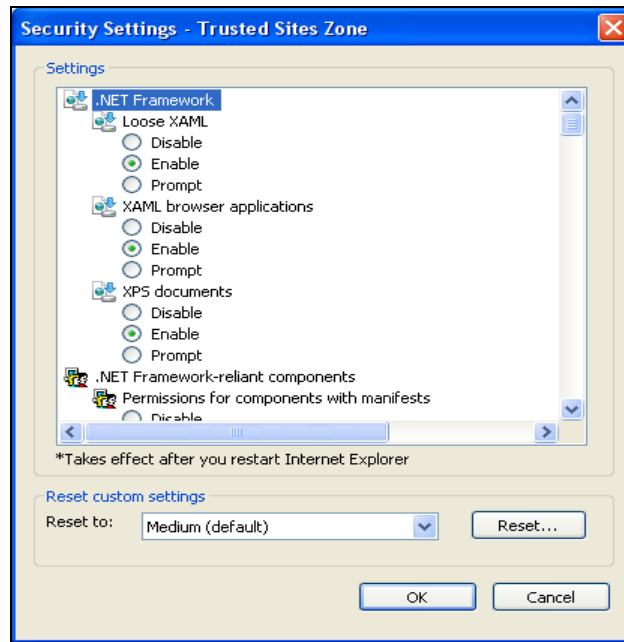 Security Settings - Trusted Sites Zone
Settings
.NET Framework
Loose XAML
Disable
Enable
Prompt
XAML browser applications
Disable
Enable
Prompt
XPS documents
Disable
Enable
Prompt
.NET Framework-reliant components
Permissions for components with manifests
Disable
*Takes effect after you restart Internet Explorer
Reset custom settings
Reset to:
Medium (default)
Reset...
OK
Cancel